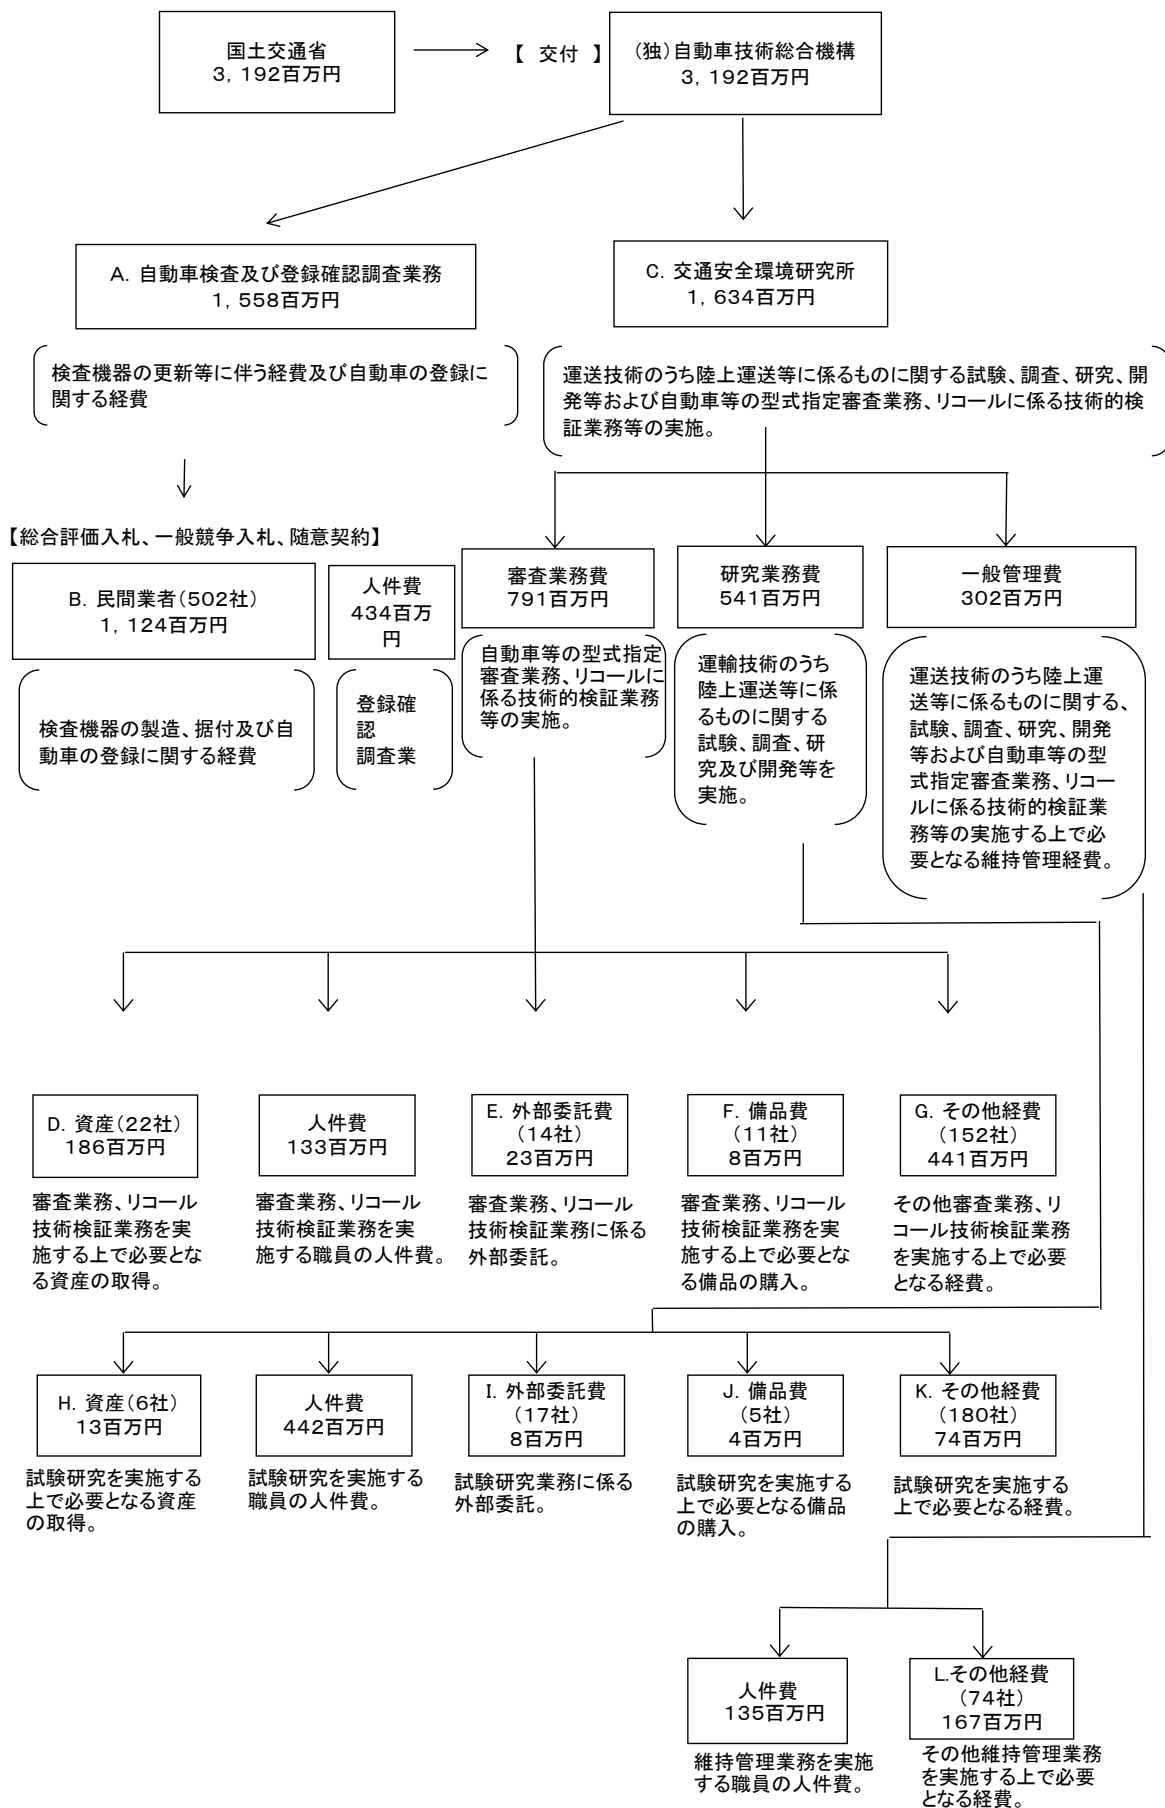 国土交通省
3，192百万円
【 交付 】
(独)自動車技術総合機構
3，192百万円
A．自動車検査及び登録確認調査業務
1，558百万円
C．交通安全環境研究所
1，634百万円
検査機器の更新等に伴う経費及び自動車の登録に
関する経費
運送技術のうち陸上運送等に係るものに関する試験、調査、研究、開
発等および自動車等の型式指定審査業務、リコールに係る技術的検
証業務等の実施。
【総合評価入札、一般競争入札、随意契約】
B．民間業者(502社)
1，124百万円
人件費
434百万
円
審査業務費
791百万円
研究業務費
541百万円
一般管理費
302百万円
検査機器の製造、据付及び自
動車の登録に関する経費
登録確
認
調査業
自動車等の型式指定
審査業務、リコールに
係る技術的検証業務
等の実施。
運輸技術のうち
陸上運送等に係
るものに関する
試験、調査、研
究及び開発等を
実施。
運送技術のうち陸上運
送等に係るものに関する、
試験、調査、研究、開発
等および自動車等の型
式指定審査業務、リコー
ルに係る技術的検証業
務等の実施する上で必
要となる維持管理経費。
D．資産(22社)
186百万円
人件費
133百万円
E．外部委託費
(14社)
23百万円
F．備品費
(11社)
8百万円
G．その他経費
(152社)
441百万円
審査業務、リコール
技術検証業務を実
施する上で必要とな
る資産の取得。
審査業務、リコール
技術検証業務を実
施する職員の人件費。
審査業務、リコール
技術検証業務に係る
外部委託。
審査業務、リコール
技術検証業務を実
施する上で必要とな
る備品の購入。
その他審査業務、リ
コール技術検証業務
を実施する上で必要
となる経費。
H．資産(6社)
13百万円
人件費
442百万円
I．外部委託費
(17社)
8百万円
J．備品費
(5社)
4百万円
K．その他経費
(180社)
74百万円
試験研究を実施する
上で必要となる資産
の取得。
試験研究を実施する
職員の人件費。
試験研究業務に係る
外部委託。
試験研究を実施する
上で必要となる備品
の購入。
試験研究を実施する
上で必要となる経費。
人件費
135百万円
L.その他経費
(74社)
167百万円
維持管理業務を実施
する職員の人件費。
その他維持管理業務
を実施する上で必要
となる経費。